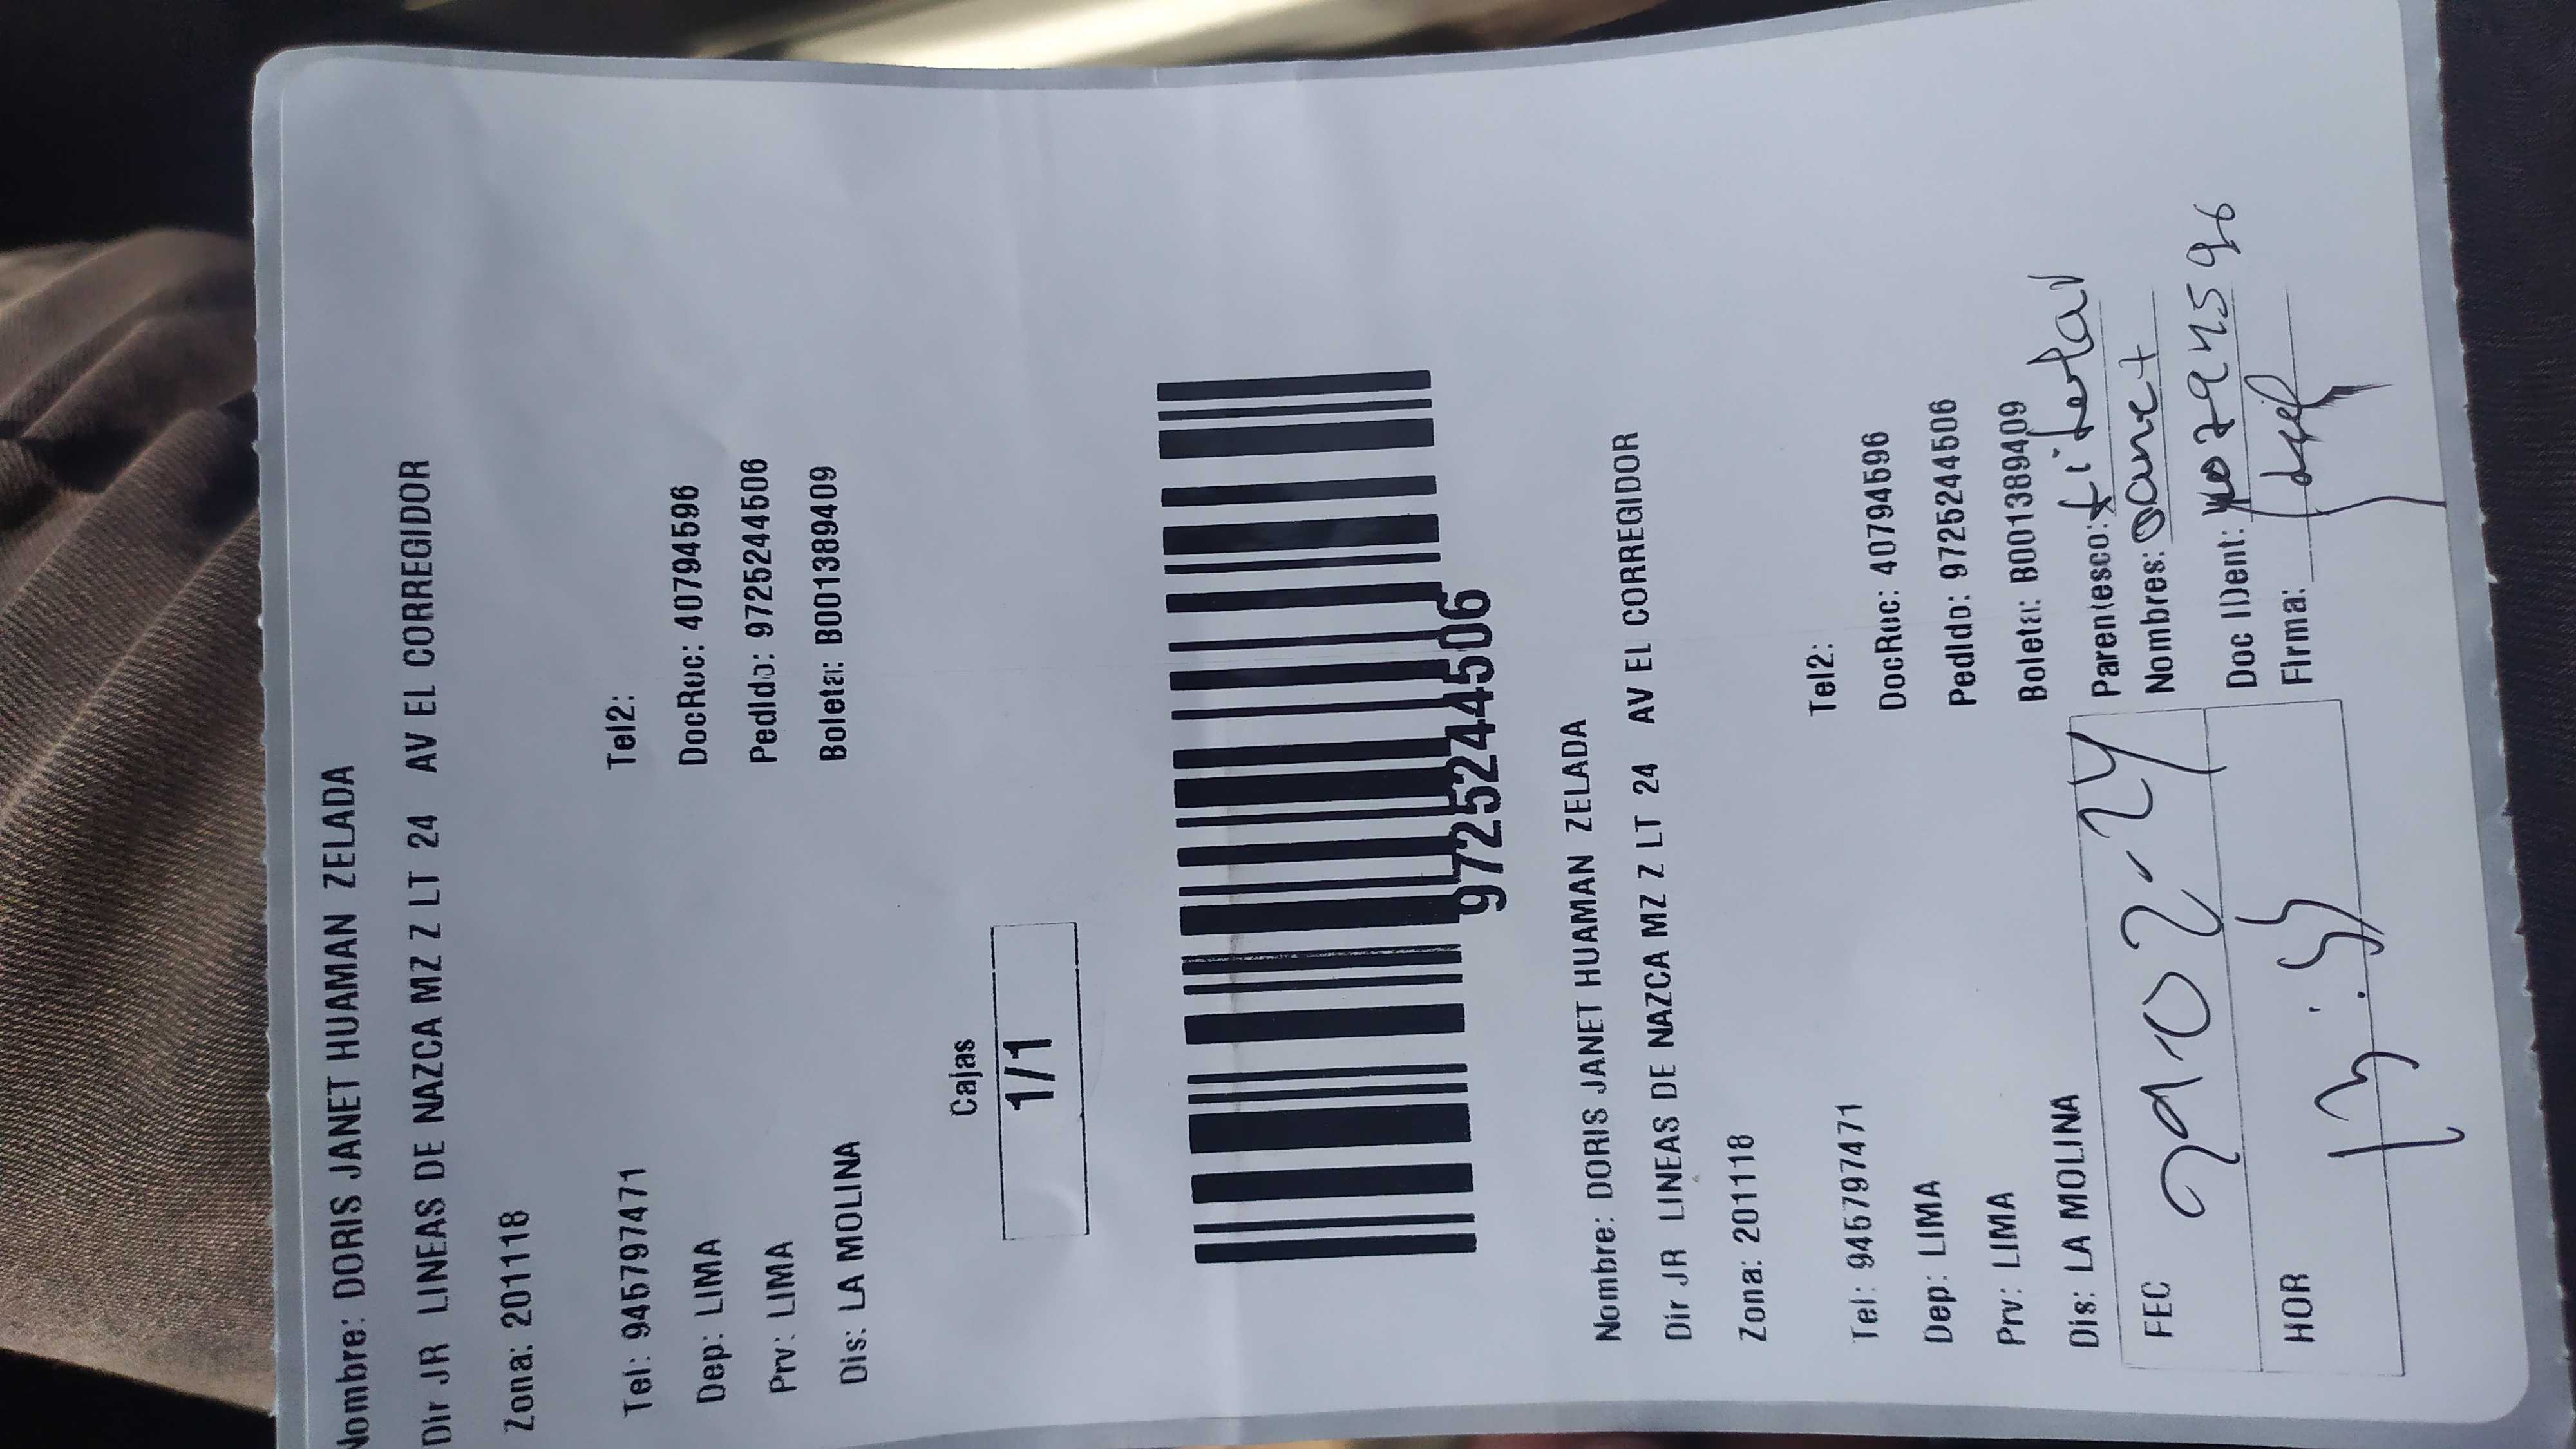 Nombre: DORIS JANET HUAMAN ZELADA
Dir JR LINEAS DE NAZCA MZ Z LT 24 AV EL CORREGIDOR
Zona: 201118
Tel: 945797471 Tel2:
Dep: LIMA DocRuc: 40794596
Prv: LIMA Pedido: 9725244506
Dis: LA MOLINA Boleta: B001389409
Cajas
1/1
9725244506
Nombre: DORIS JANET HUAMAN ZELADA
Dir JR LINEAS DE NAZCA MZ Z LT 24 AV EL CORREGIDOR
Zona: 201118
Tel: 945797471 Tel2:
Dep: LIMA DocRuc: 40794596
Prv: LIMA Pedido: 9725244506
Dis: LA MOLINA Boleta: B001389409
FEC Parentesco: titular
Nombres: Janet
HOR Doc IDent: 40794596
Firma: